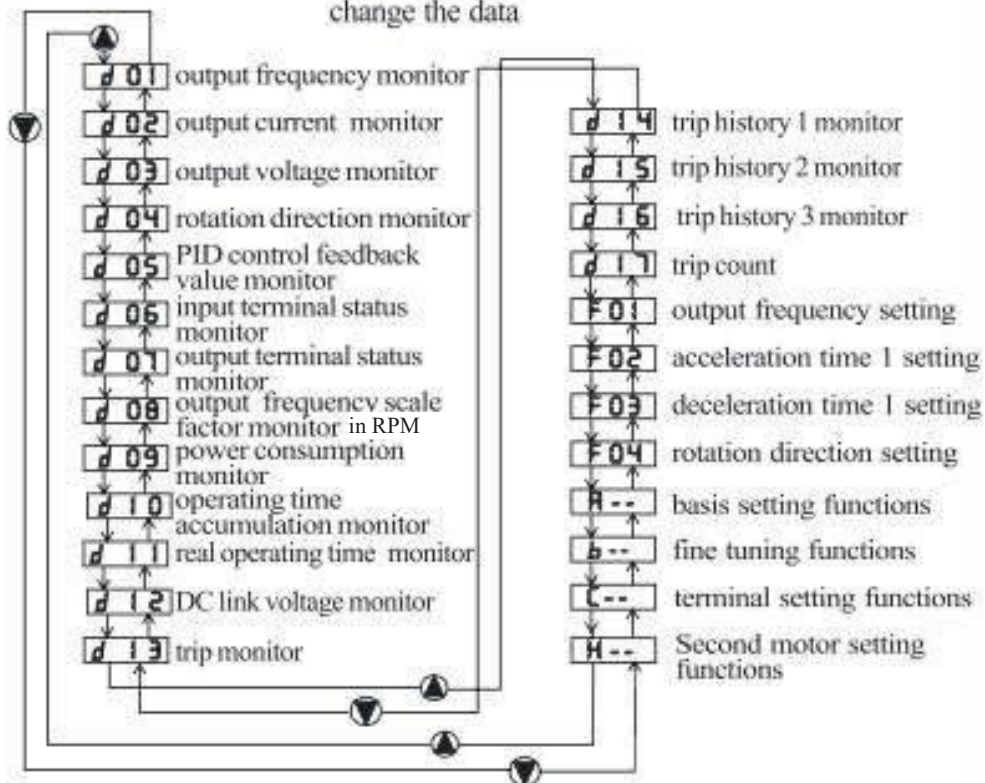 change the data
d 01 output frequency monitor
d 02 output current monitor
d 03 output voltage monitor
d 04 rotation direction monitor
d 05 PID control feedback
value monitor
d 06 input terminal status
monitor
d 07 output terminal status
monitor
d 08 output frequency scale
factor monitor in RPM
d 09 power consumption
monitor
d 10 operating time
accumulation monitor
d 11 real operating time monitor
d 12 DC link voltage monitor
d 13 trip monitor
d 14 trip history 1 monitor
d 15 trip history 2 monitor
d 16 trip history 3 monitor
d 17 trip count
F01 output frequency setting
F02 acceleration time 1 setting
F03 deceleration time 1 setting
F04 rotation direction setting
A-- basis setting functions
b-- fine tuning functions
C-- terminal setting functions
H-- Second motor setting
functions